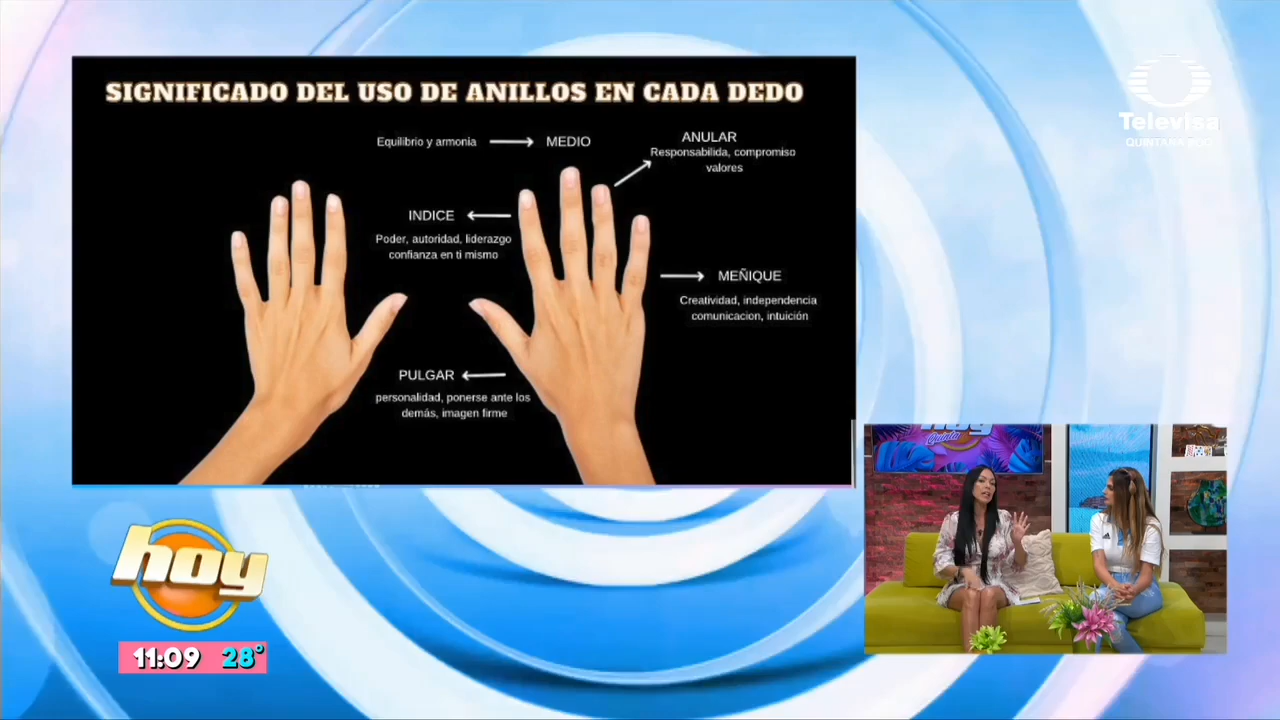 SIGNIFICADO DEL USO DE ANILLOS EN CADA DEDO
Equilibrio y armonia
MEDIO
ANULAR
Responsabilida, compromiso
valores
INDICE
Poder, autoridad, liderazgo
confianza en ti mismo
MEÑIQUE
Creatividad, independencia
comunicacion, intuición
PULGAR
personalidad, ponerse ante los
demás, imagen firme
Televisa
QUINTANA ROO
hoy
Quinta
hoy
11:09 28°